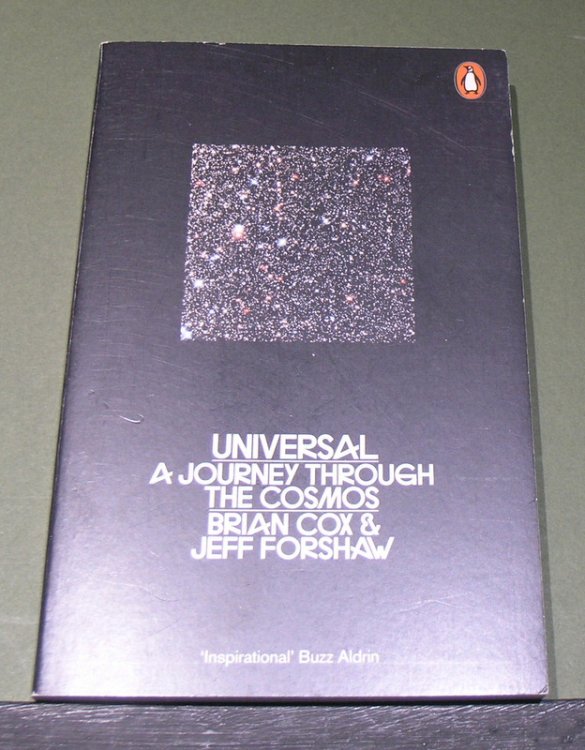 UNIVERSAL
A JOURNEY THROUGH
THE COSMOS
BRIAN COX &
JEFF FORSHAW
'Inspirational' Buzz Aldrin